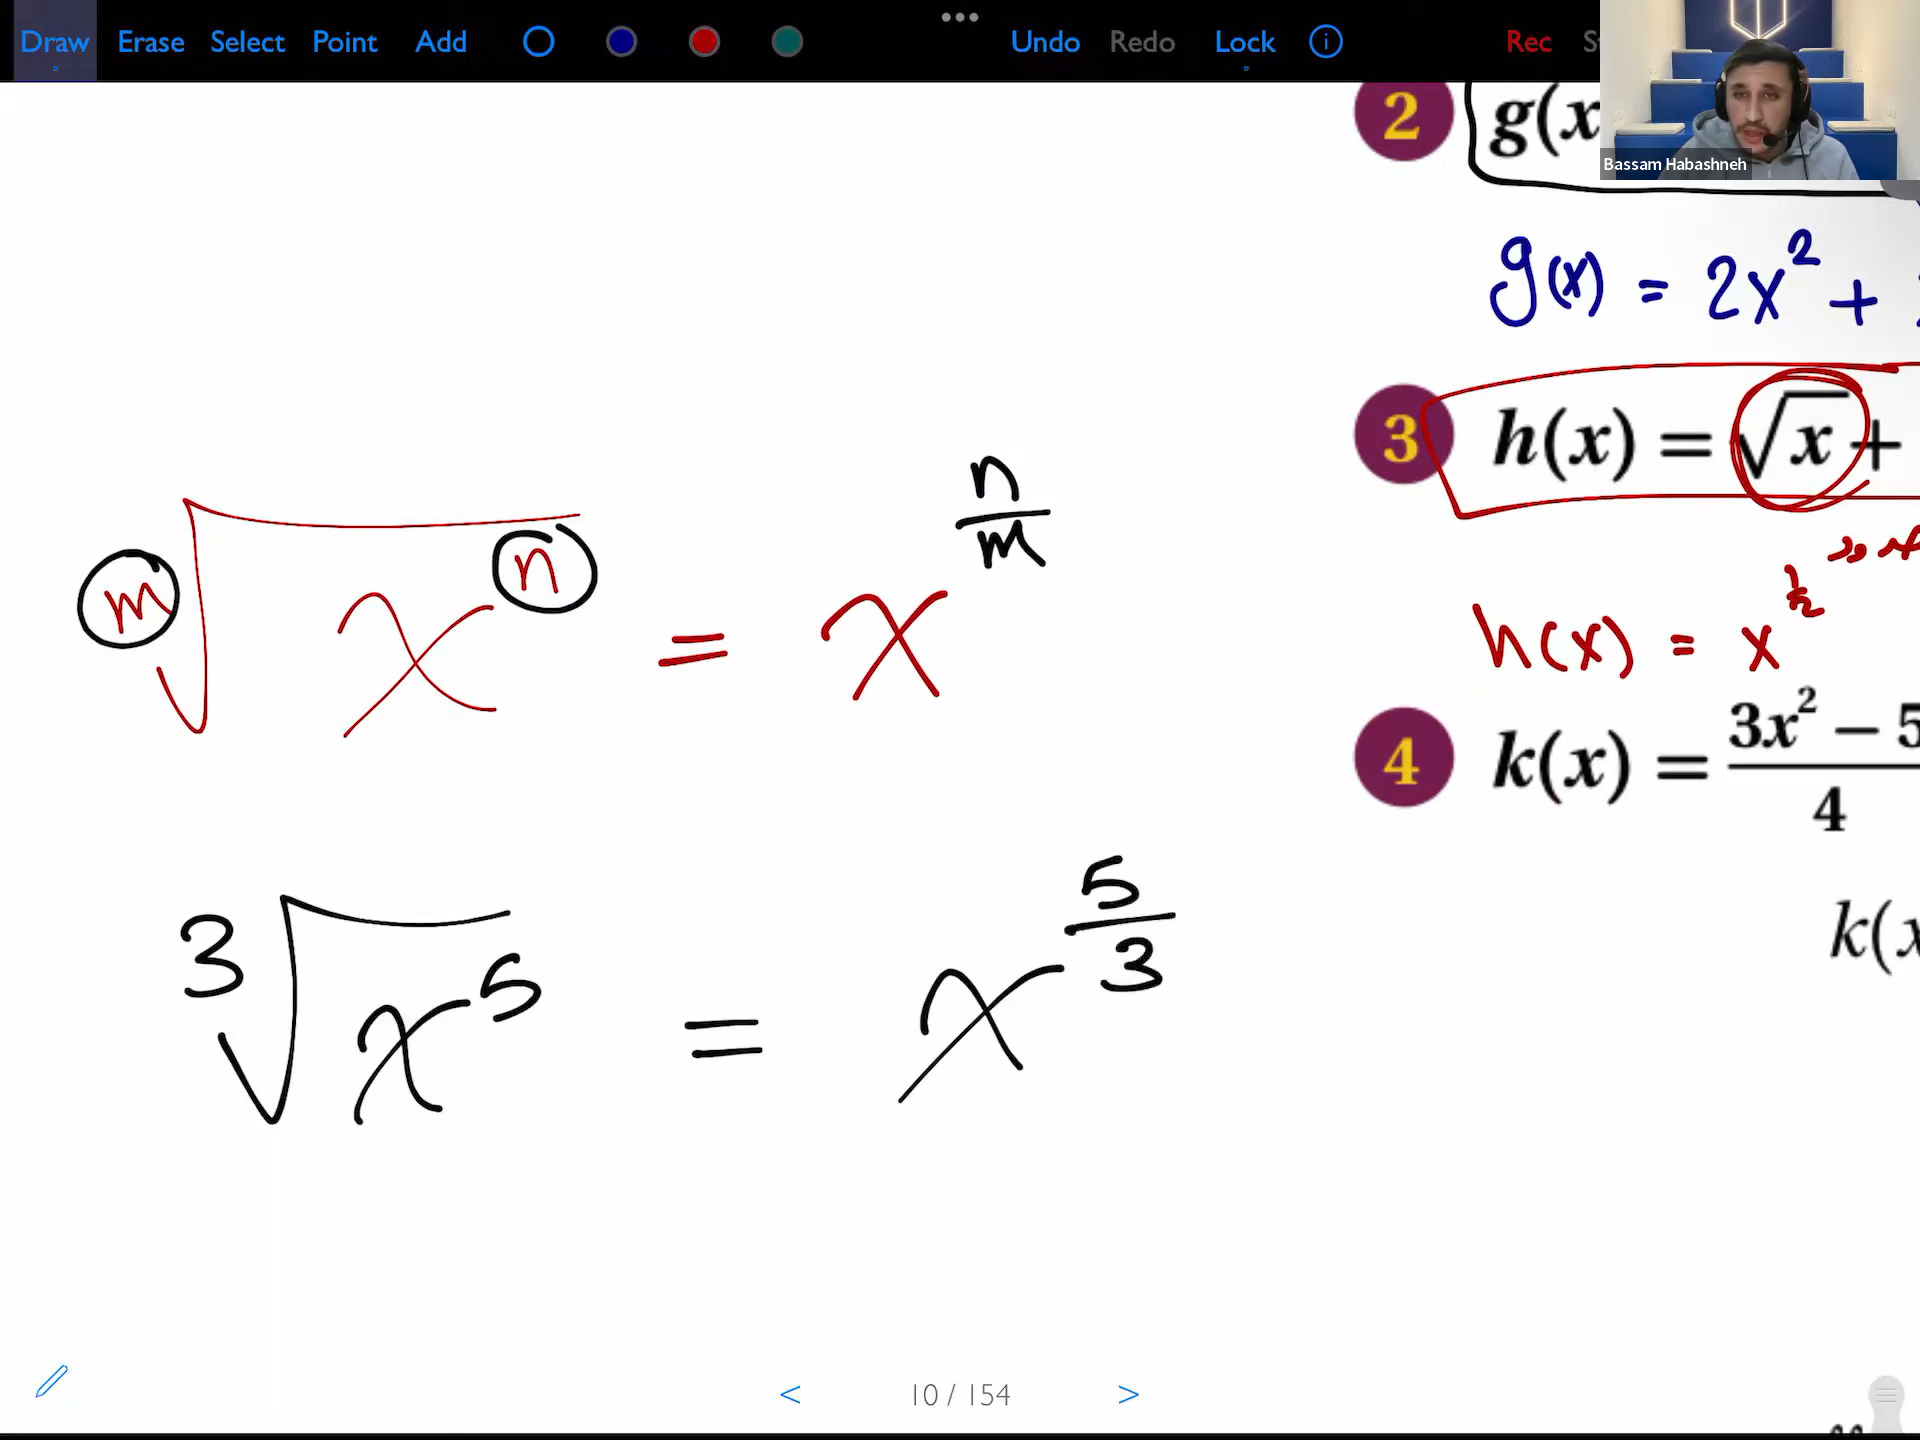 Draw Erase Select Point Add Undo Redo Lock Rec
Bassam Habashneh
2 g(x
g(x) = 2x² +
3 h(x) = √x +
h(x) = x^(1/2)
4 k(x) = (3x² − 5)/4
k(x
ᵐ√(xⁿ) = x^(n/m)
³√(x⁵) = x^(5/3)
< 10 / 154 >